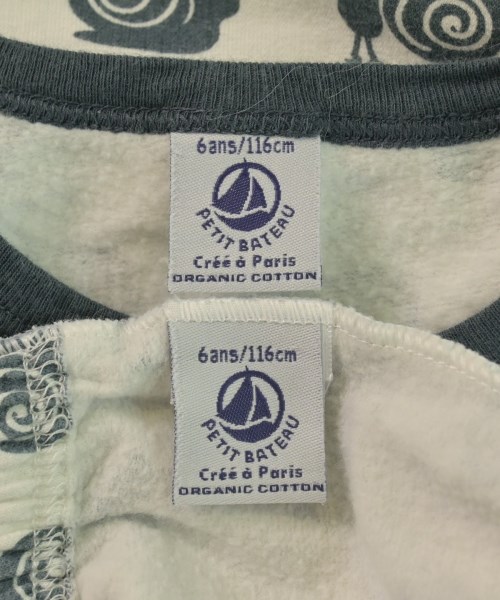 6ans/116cm
PETIT BATEAU
Créé à Paris
ORGANIC COTTON
6ans/116cm
PETIT BATEAU
Créé à Paris
ORGANIC COTTON